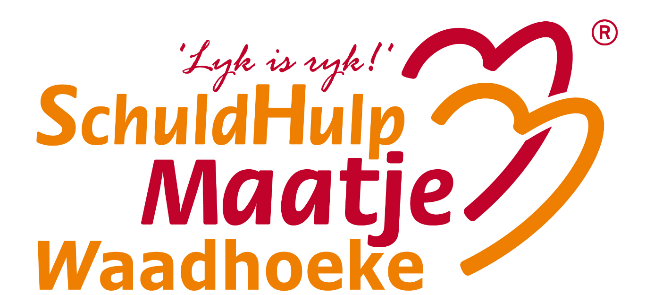 'Lyk is ryk!'
®
SchuldHulp
Maatje
Waadhoeke